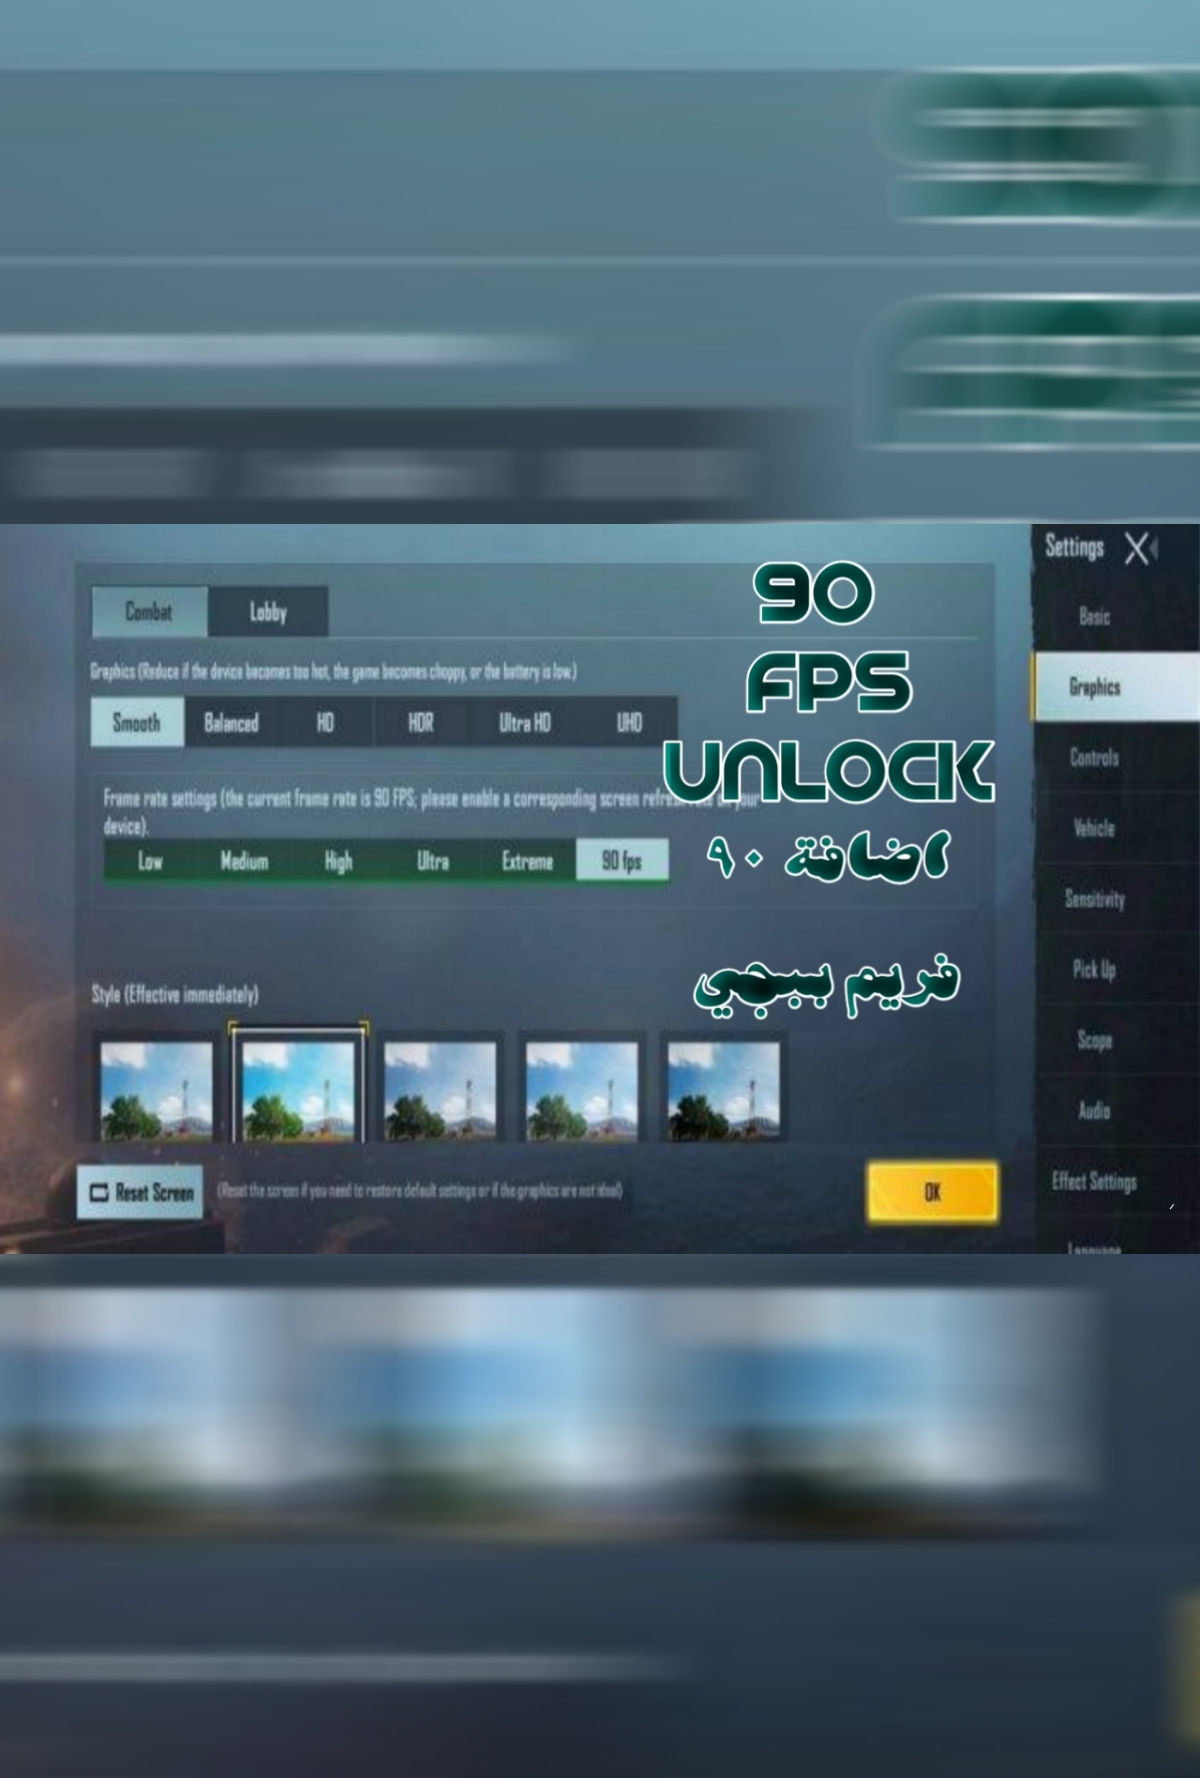 Settings
Combat
Lobby
Graphics (Reduce if the device becomes too hot, the game becomes choppy, or the battery is low.)
Smooth
Balanced
HD
HDR
Ultra HD
UHD
Frame rate settings (the current frame rate is 90 FPS; please enable a corresponding screen refresh rate on your
device).
Low
Medium
High
Ultra
Extreme
90 fps
Style (Effective immediately)
Reset Screen
(Reset the screen if you need to restore default settings or if the graphics are not ideal)
OK
90
FPS
UNLOCK
اضافة ٩٠
فريم ببجي
Basic
Graphics
Controls
Vehicle
Sensitivity
Pick Up
Scope
Audio
Effect Settings
Language